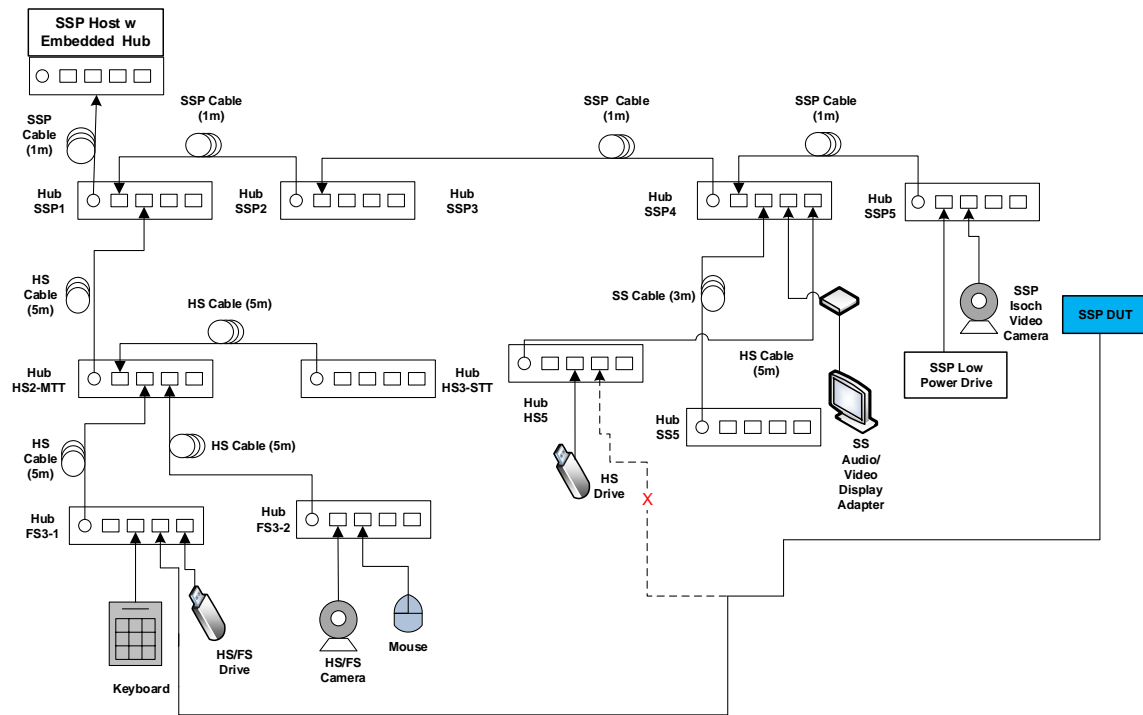 SSP Host w
Embedded Hub
SSP
Cable
(1m)
SSP Cable
(1m)
SSP Cable
(1m)
SSP Cable
(1m)
Hub
SSP1
Hub
SSP2
Hub
SSP3
Hub
SSP4
Hub
SSP5
HS
Cable
(5m)
HS Cable (5m)
SS Cable (3m)
HS Cable
(5m)
SSP
Isoch
Video
Camera
SSP DUT
Hub
HS2-MTT
Hub
HS3-STT
Hub
HS5
Hub
SS5
SSP Low
Power Drive
HS
Cable
(5m)
HS Cable (5m)
HS
Drive
SS
Audio/
Video
Display
Adapter
X
Hub
FS3-1
Hub
FS3-2
Keyboard
HS/FS
Drive
HS/FS
Camera
Mouse